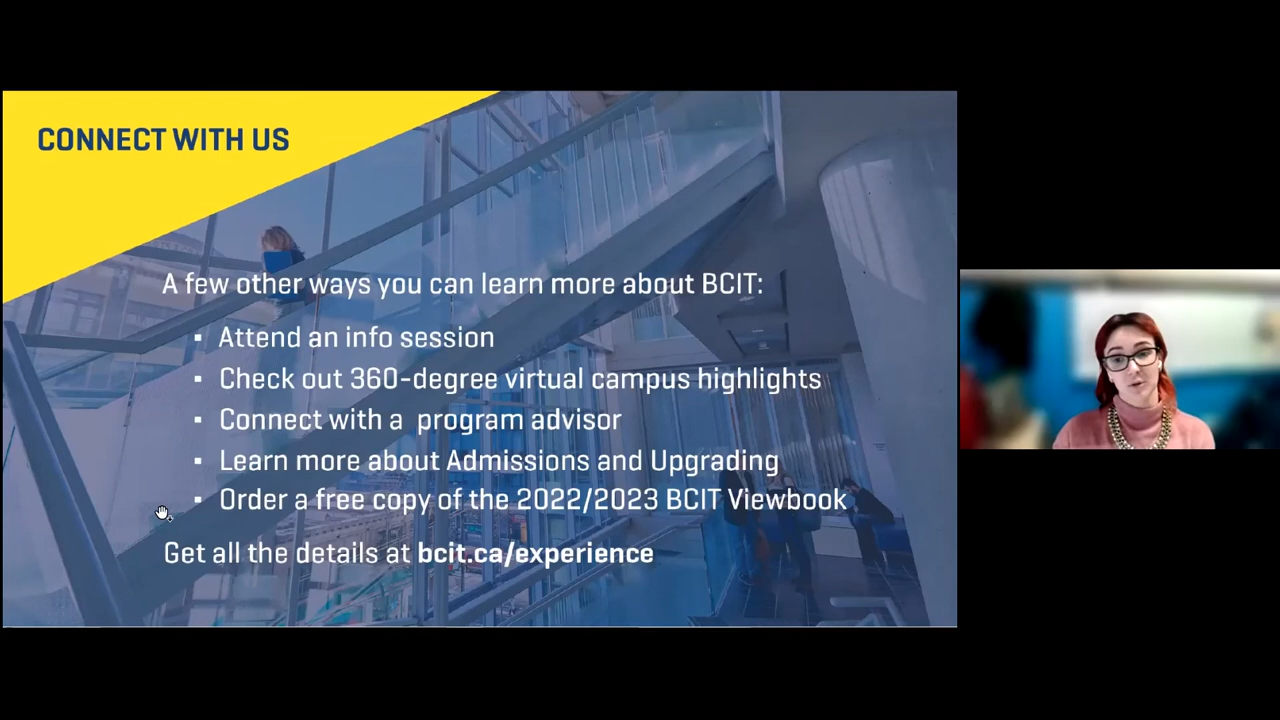 CONNECT WITH US
A few other ways you can learn more about BCIT:
▪ Attend an info session
▪ Check out 360-degree virtual campus highlights
▪ Connect with a program advisor
▪ Learn more about Admissions and Upgrading
▪ Order a free copy of the 2022/2023 BCIT Viewbook
Get all the details at bcit.ca/experience